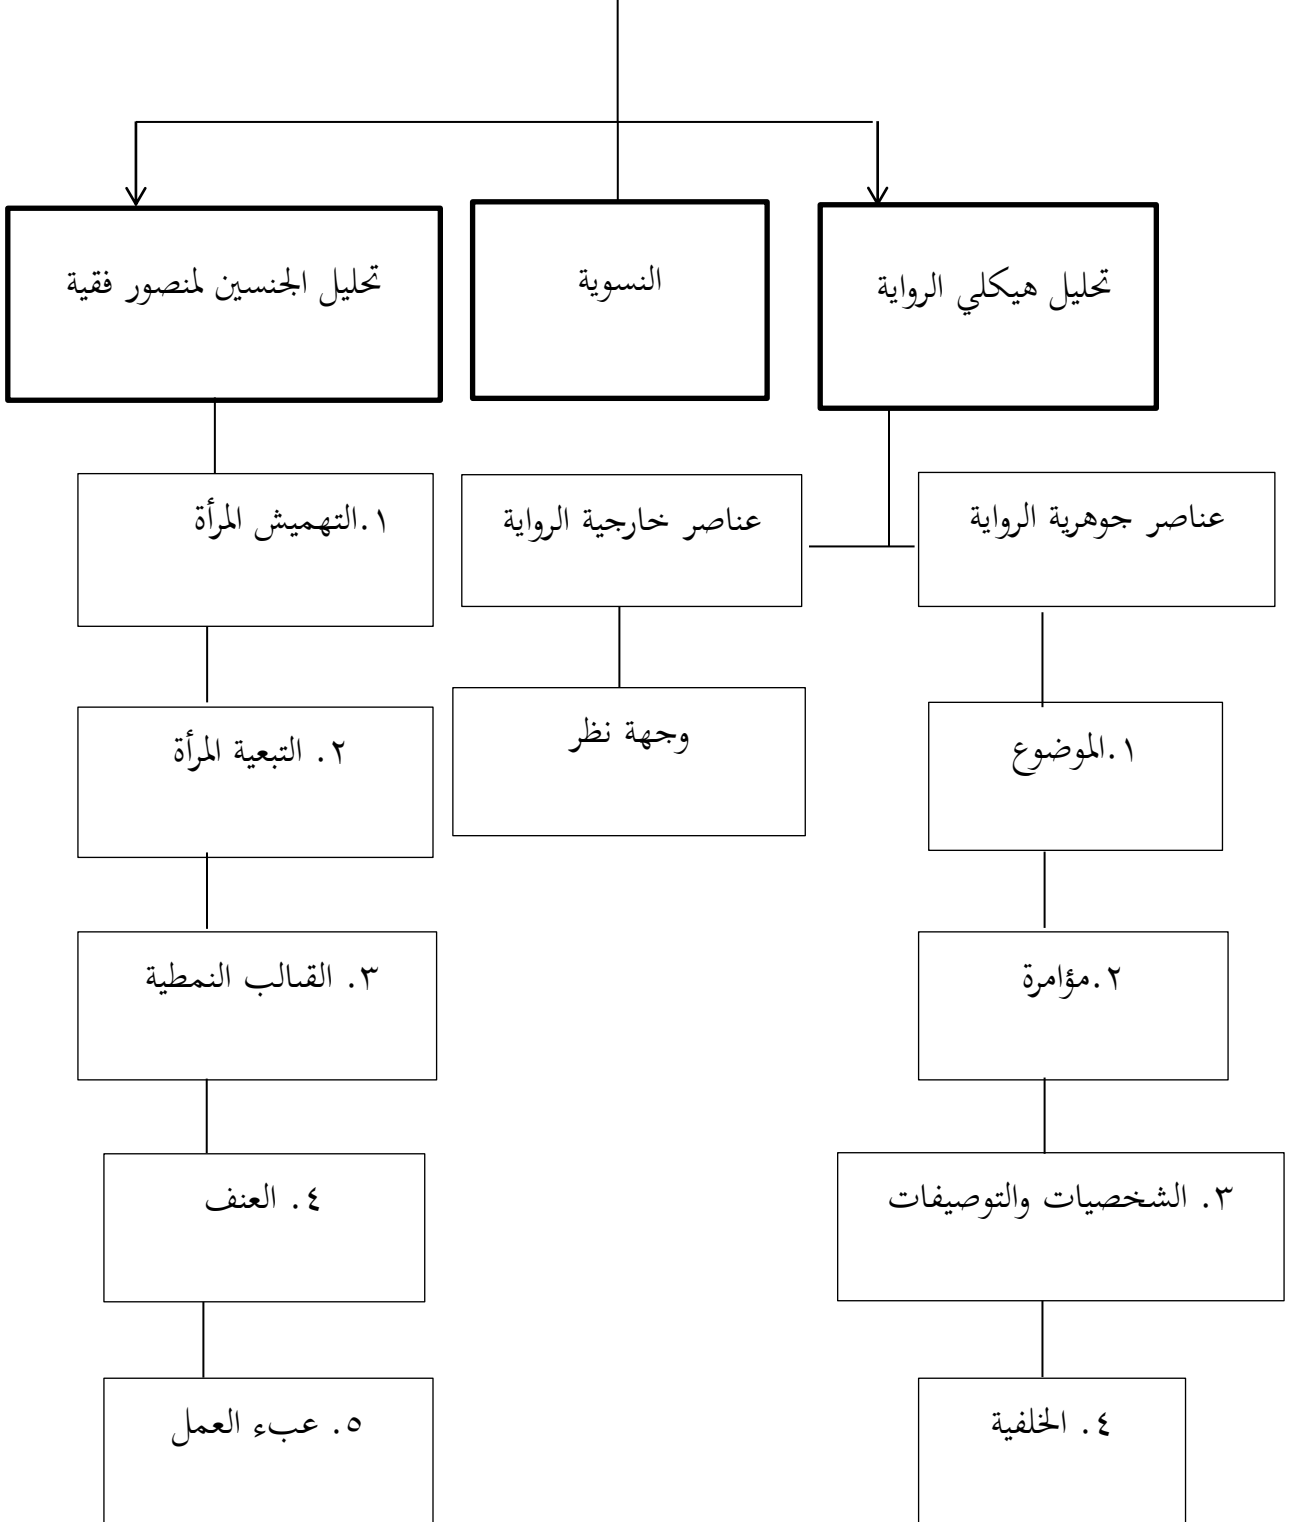 تحليل هيكلي الرواية
النسوية
تحليل الجنسين لمنصور فقية
عناصر جوهرية الرواية
عناصر خارجية الرواية
١.التهميش المرأة
١.الموضوع
وجهة نظر
٢. التبعية المرأة
٢.مؤامرة
٣. القىالب النمطية
٣. الشخصيات والتوصيفات
٤. العنف
٤. الخلفية
٥. عبء العمل